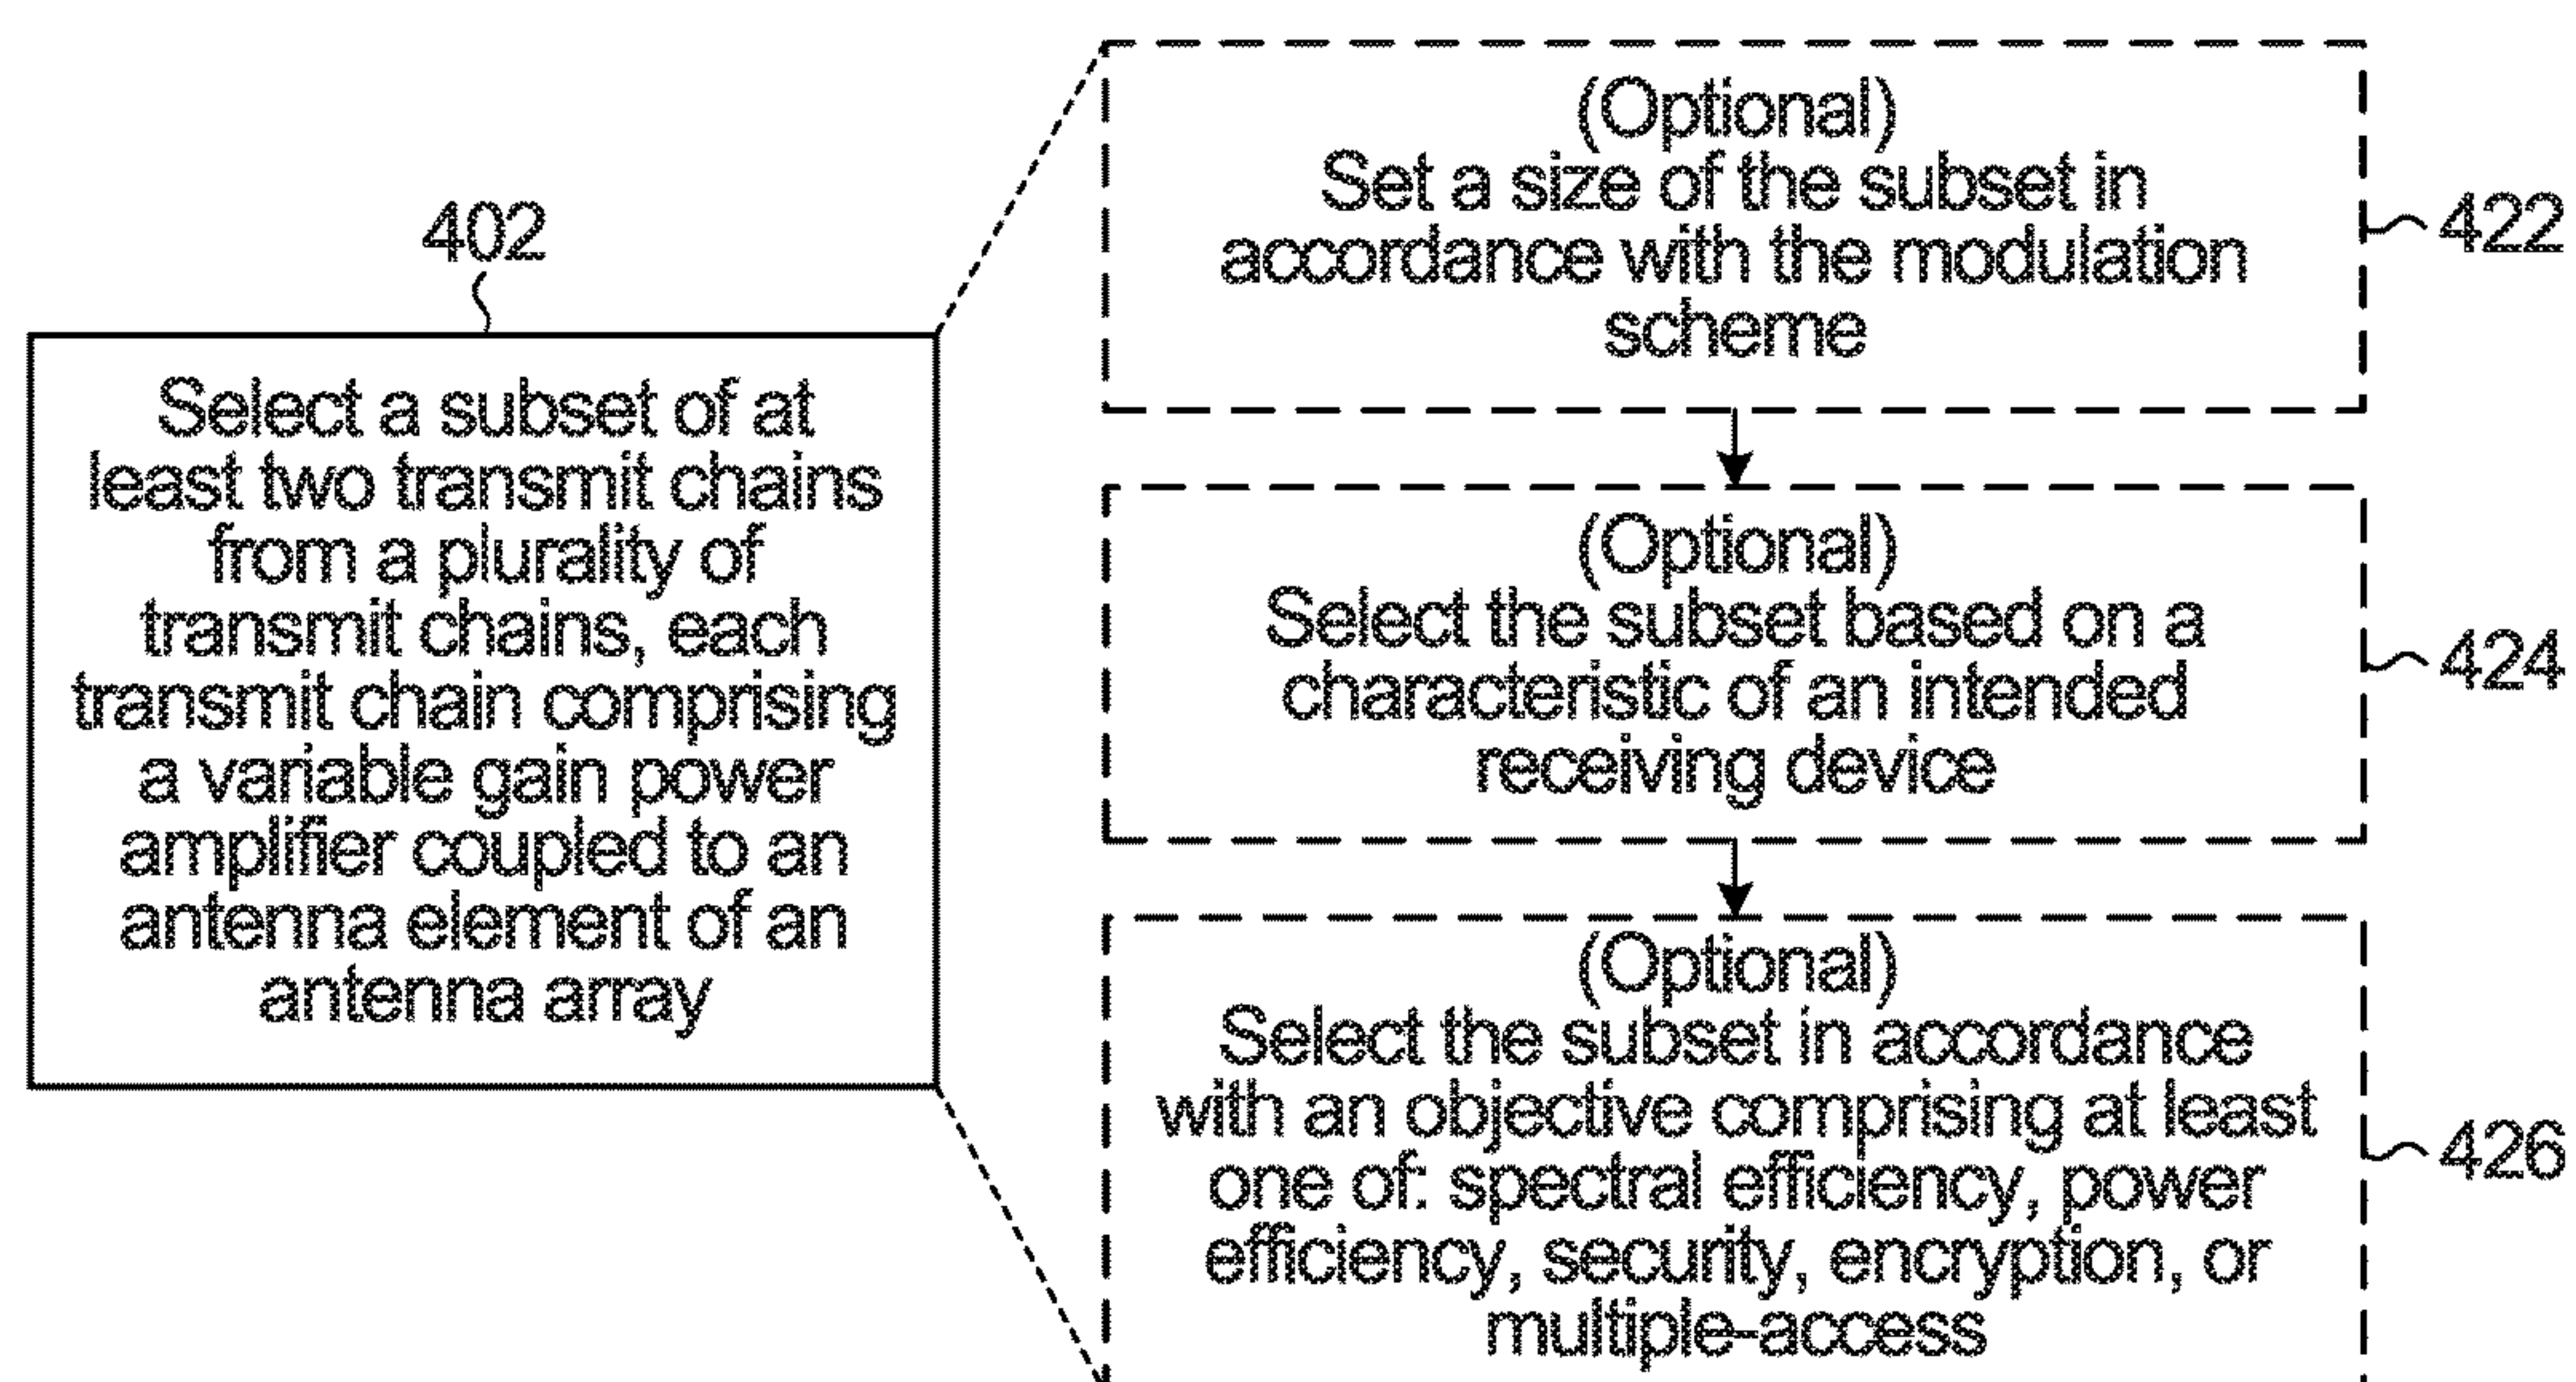 402
Select a subset of at
least two transmit chains
from a plurality of
transmit chains, each
transmit chain comprising
a variable gain power
amplifier coupled to an
antenna element of an
antenna array
(Optional)
Set a size of the subset in
accordance with the modulation
scheme
422
(Optional)
Select the subset based on a
characteristic of an intended
receiving device
424
(Optional)
Select the subset in accordance
with an objective comprising at least
one of: spectral efficiency, power
efficiency, security, encryption, or
multiple-access
426